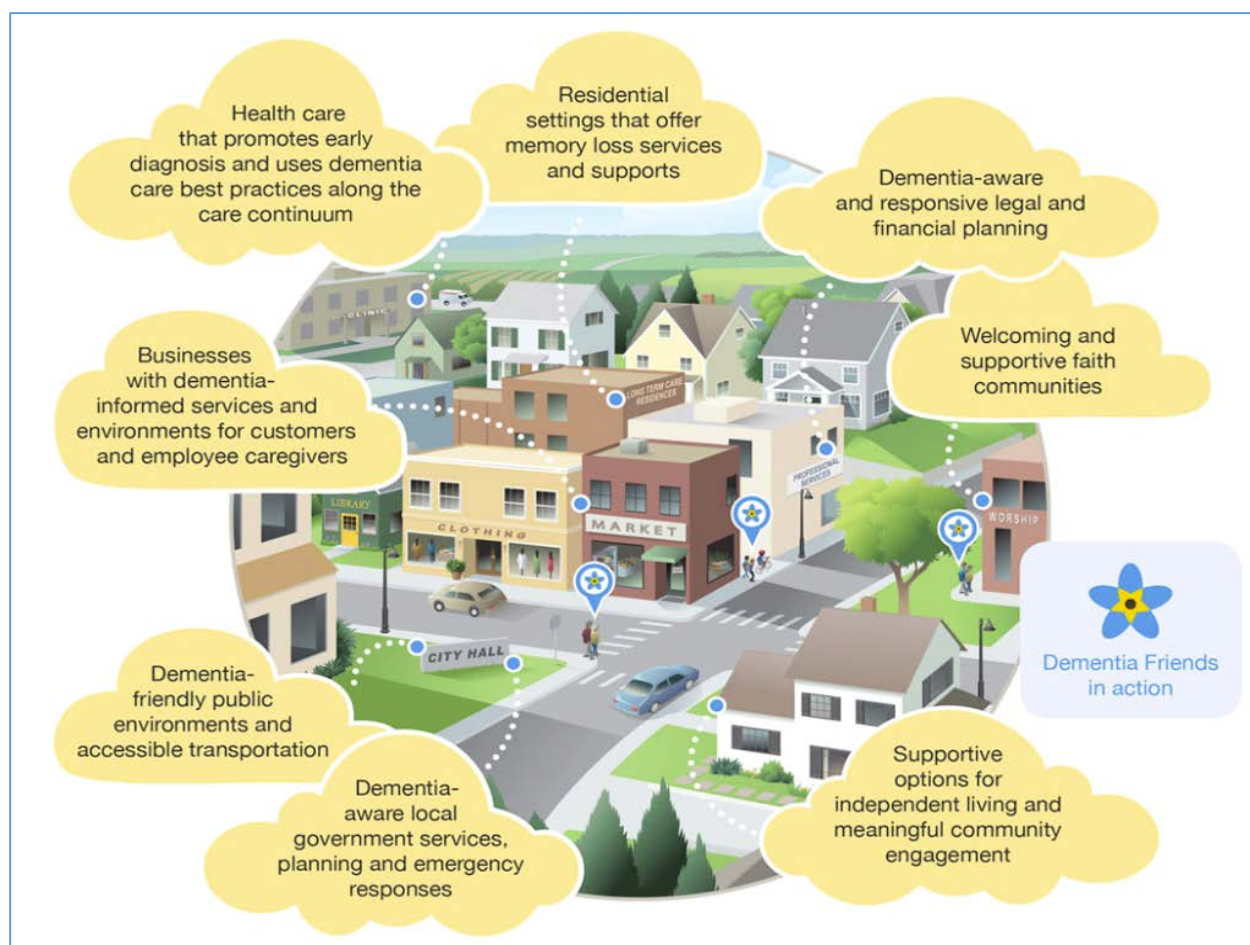 Health care
that promotes early
diagnosis and uses dementia
care best practices along the
care continuum
Residential
settings that offer
memory loss services
and supports
Dementia-aware
and responsive legal and
financial planning
Welcoming and
supportive faith
communities
Businesses
with dementia-
informed services and
environments for customers
and employee caregivers
CLINIC
LONG TERM CARE
RESIDENCES
PROFESSIONAL
SERVICES
LIBRARY
CLOTHING
MARKET
WORSHIP
CITY HALL
Dementia Friends
in action
Dementia-
friendly public
environments and
accessible transportation
Dementia-
aware local
government services,
planning and emergency
responses
Supportive
options for
independent living and
meaningful community
engagement